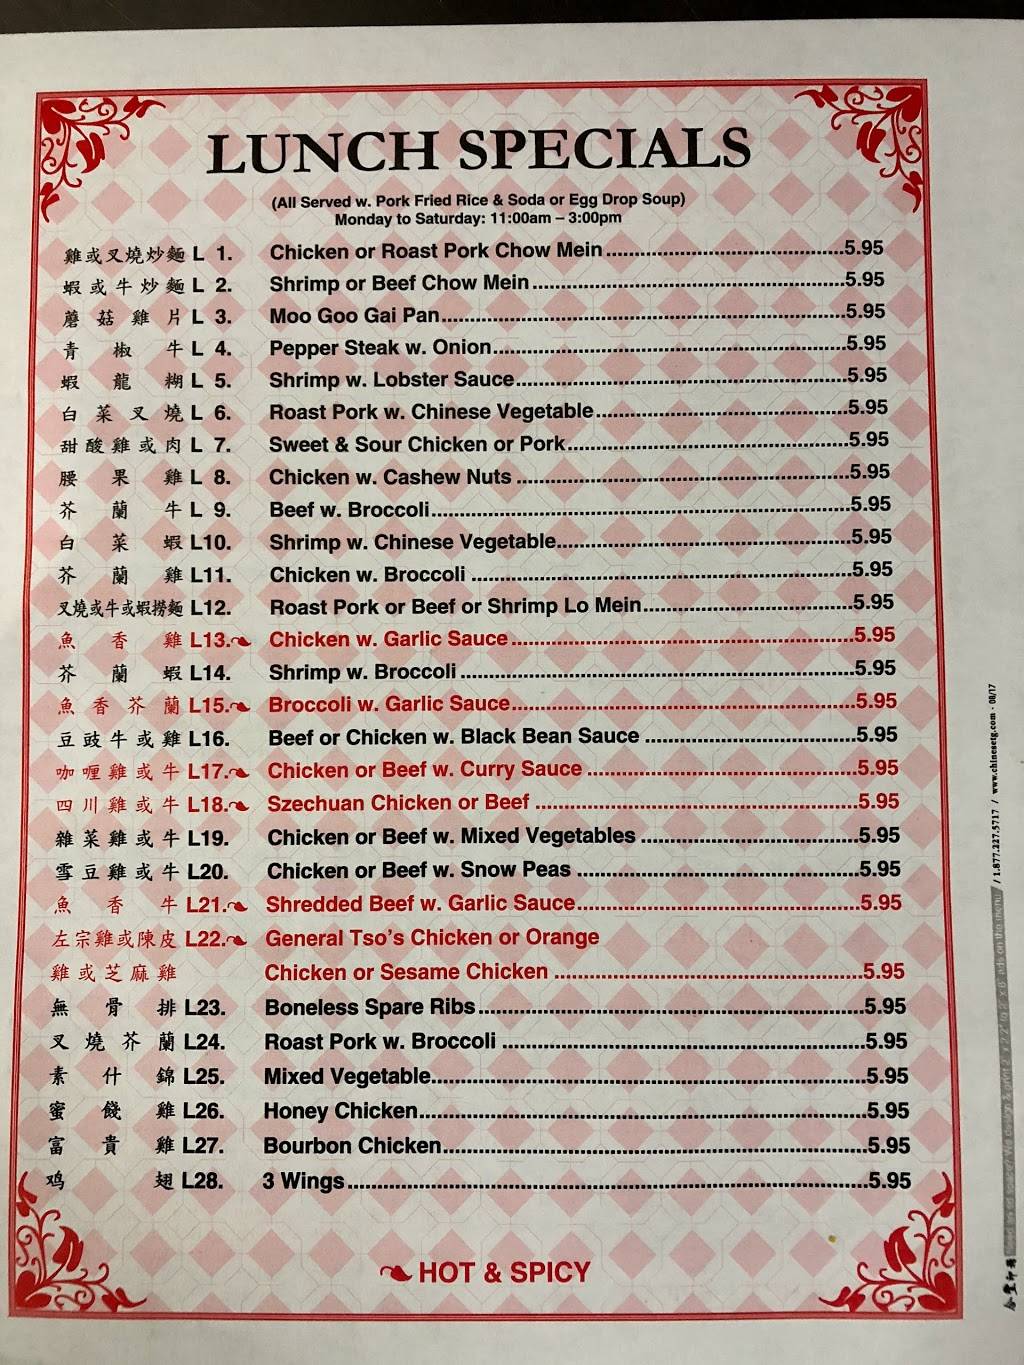 LUNCH SPECIALS
(All Served w. Pork Fried Rice & Soda or Egg Drop Soup)
Monday to Saturday: 11:00am – 3:00pm
雞或叉燒炒麵 L 1. Chicken or Roast Pork Chow Mein 5.95
蝦或牛炒麵 L 2. Shrimp or Beef Chow Mein 5.95
蘑菇雞片 L 3. Moo Goo Gai Pan 5.95
青椒牛 L 4. Pepper Steak w. Onion 5.95
蝦龍糊 L 5. Shrimp w. Lobster Sauce 5.95
白菜叉燒 L 6. Roast Pork w. Chinese Vegetable 5.95
甜酸雞或肉 L 7. Sweet & Sour Chicken or Pork 5.95
腰果雞 L 8. Chicken w. Cashew Nuts 5.95
芥蘭牛 L 9. Beef w. Broccoli 5.95
白菜蝦 L10. Shrimp w. Chinese Vegetable 5.95
芥蘭雞 L11. Chicken w. Broccoli 5.95
叉燒或牛或蝦撈麵 L12. Roast Pork or Beef or Shrimp Lo Mein 5.95
魚香雞 L13. Chicken w. Garlic Sauce 5.95
芥蘭蝦 L14. Shrimp w. Broccoli 5.95
魚香芥蘭 L15. Broccoli w. Garlic Sauce 5.95
豆豉牛或雞 L16. Beef or Chicken w. Black Bean Sauce 5.95
咖喱雞或牛 L17. Chicken or Beef w. Curry Sauce 5.95
四川雞或牛 L18. Szechuan Chicken or Beef 5.95
雜菜雞或牛 L19. Chicken or Beef w. Mixed Vegetables 5.95
雪豆雞或牛 L20. Chicken or Beef w. Snow Peas 5.95
魚香牛 L21. Shredded Beef w. Garlic Sauce 5.95
左宗雞或陳皮 L22. General Tso's Chicken or Orange
雞或芝麻雞 Chicken or Sesame Chicken 5.95
無骨排 L23. Boneless Spare Ribs 5.95
叉燒芥蘭 L24. Roast Pork w. Broccoli 5.95
素什錦 L25. Mixed Vegetable 5.95
蜜餞雞 L26. Honey Chicken 5.95
富貴雞 L27. Bourbon Chicken 5.95
鸡翅 L28. 3 Wings 5.95
HOT & SPICY
/ 1.877.227.5717 / www.chinesetg.com - 08/17